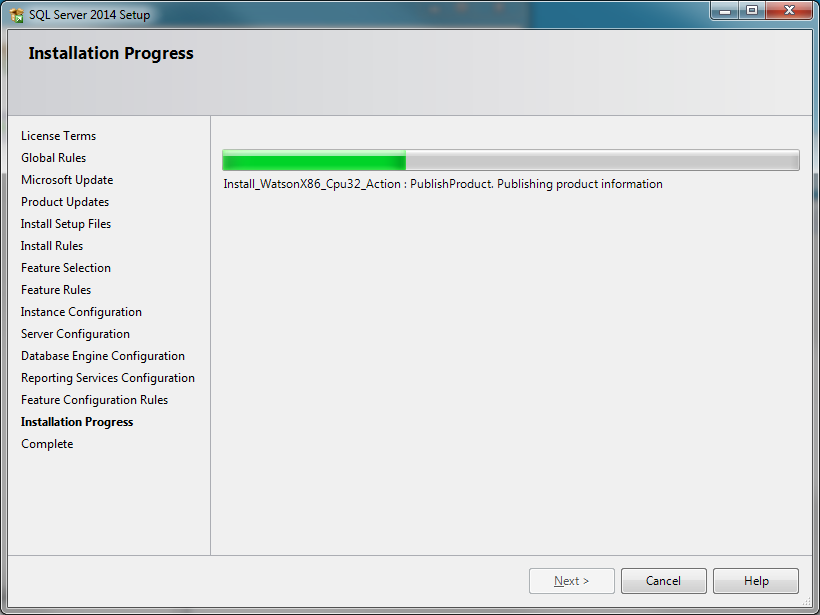 SQL Server 2014 Setup
Installation Progress
License Terms
Global Rules
Microsoft Update
Product Updates
Install Setup Files
Install Rules
Feature Selection
Feature Rules
Instance Configuration
Server Configuration
Database Engine Configuration
Reporting Services Configuration
Feature Configuration Rules
Installation Progress
Complete
Install_WatsonX86_Cpu32_Action : PublishProduct. Publishing product information
Next > Cancel Help